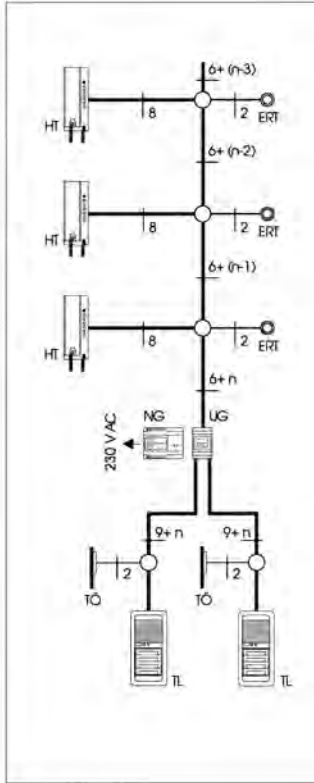 6+ (n-3)
HT
8
2
ERT
6+ (n-2)
HT
8
2
ERT
6+ (n-1)
HT
8
2
ERT
6+ n
230 V AC
NG
UG
9+ n
9+ n
TÖ
2
TÖ
2
TL
TL